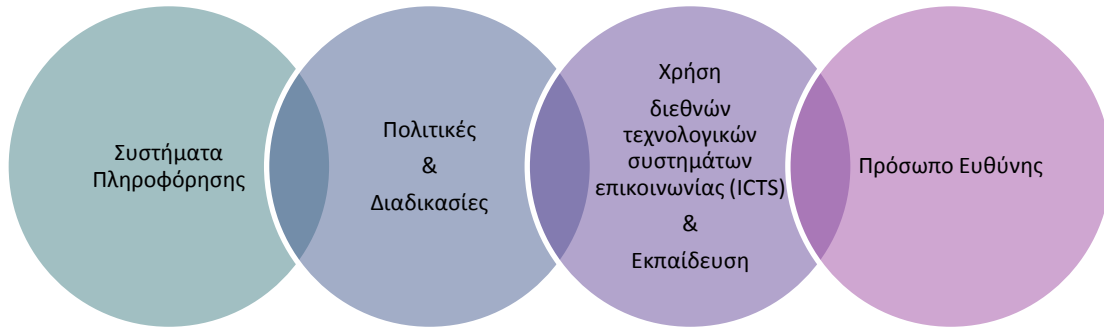 Συστήματα
Πληροφόρησης
Πολιτικές
&
Διαδικασίες
Χρήση
διεθνών
τεχνολογικών
συστημάτων
επικοινωνίας (ICTS)
&
Εκπαίδευση
Πρόσωπο Ευθύνης